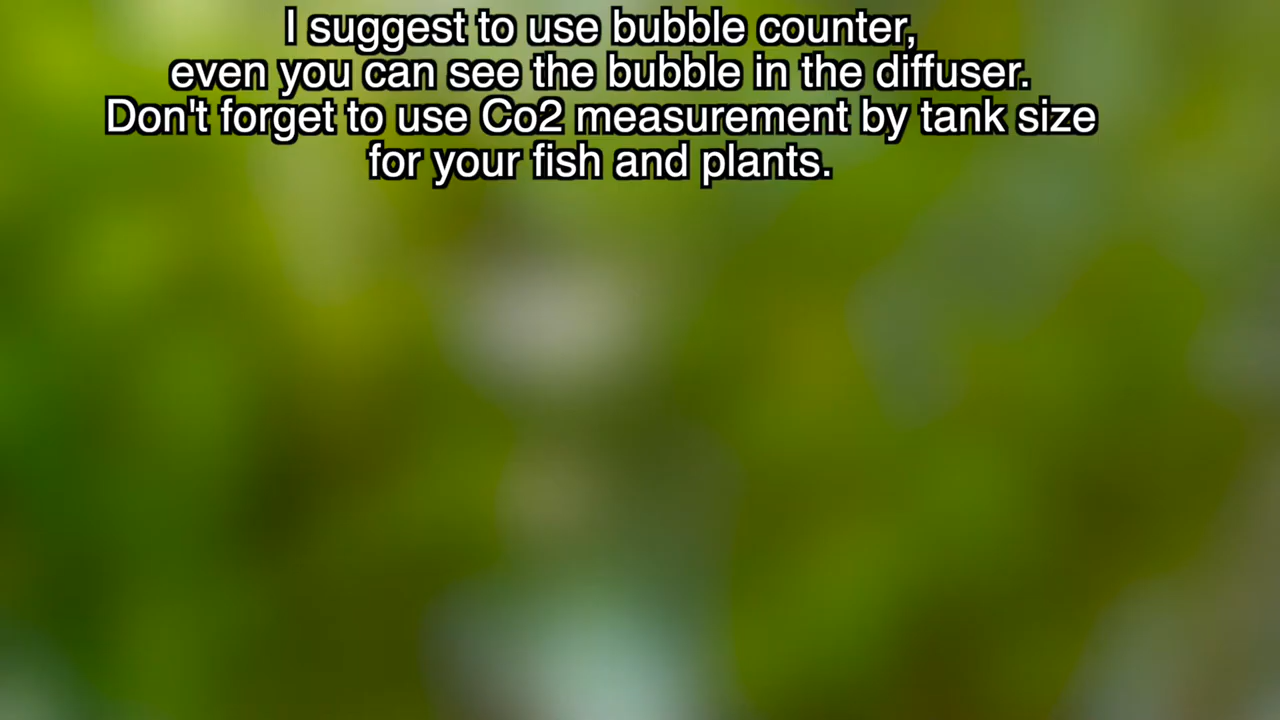 I suggest to use bubble counter,
even you can see the bubble in the diffuser.
Don't forget to use Co2 measurement by tank size
for your fish and plants.